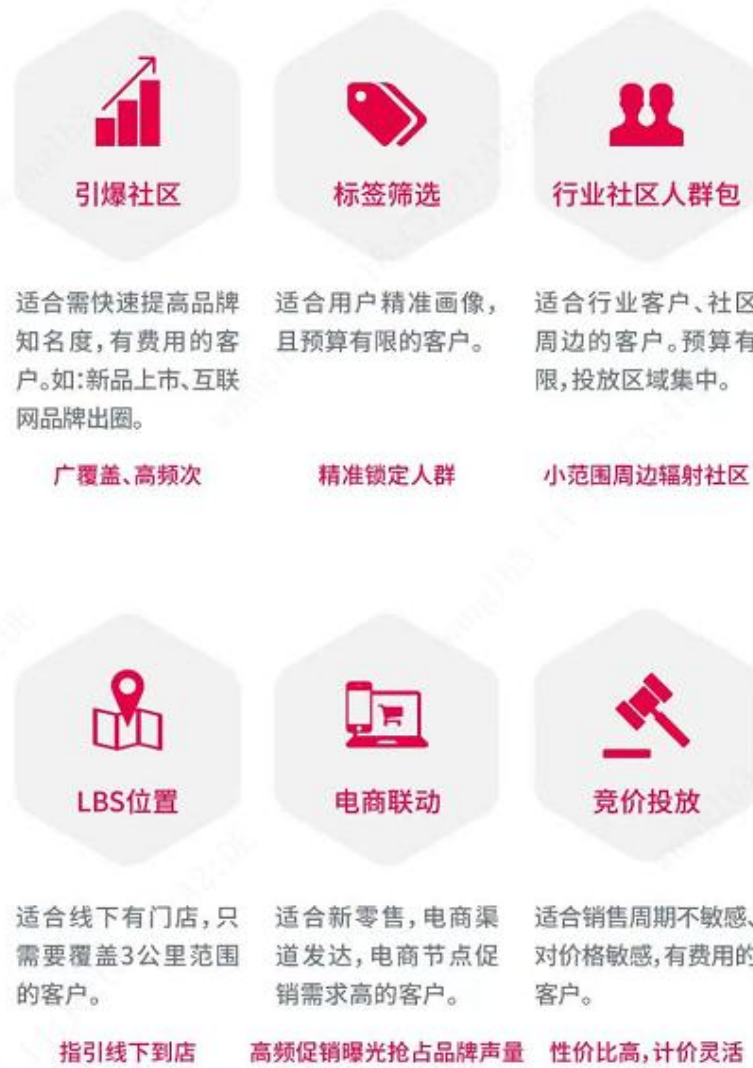 引爆社区
适合需快速提高品牌
知名度,有费用的客
户。如:新品上市、互联
网品牌出圈。
广覆盖、高频次
标签筛选
适合用户精准画像,
且预算有限的客户。
精准锁定人群
行业社区人群包
适合行业客户、社区
周边的客户。预算有
限,投放区域集中。
小范围周边辐射社区
LBS位置
适合线下有门店,只
需要覆盖3公里范围
的客户。
指引线下到店
电商联动
适合新零售,电商渠
道发达,电商节点促
销需求高的客户。
高频促销曝光抢占品牌声量
竞价投放
适合销售周期不敏感、
对价格敏感,有费用的
客户。
性价比高,计价灵活